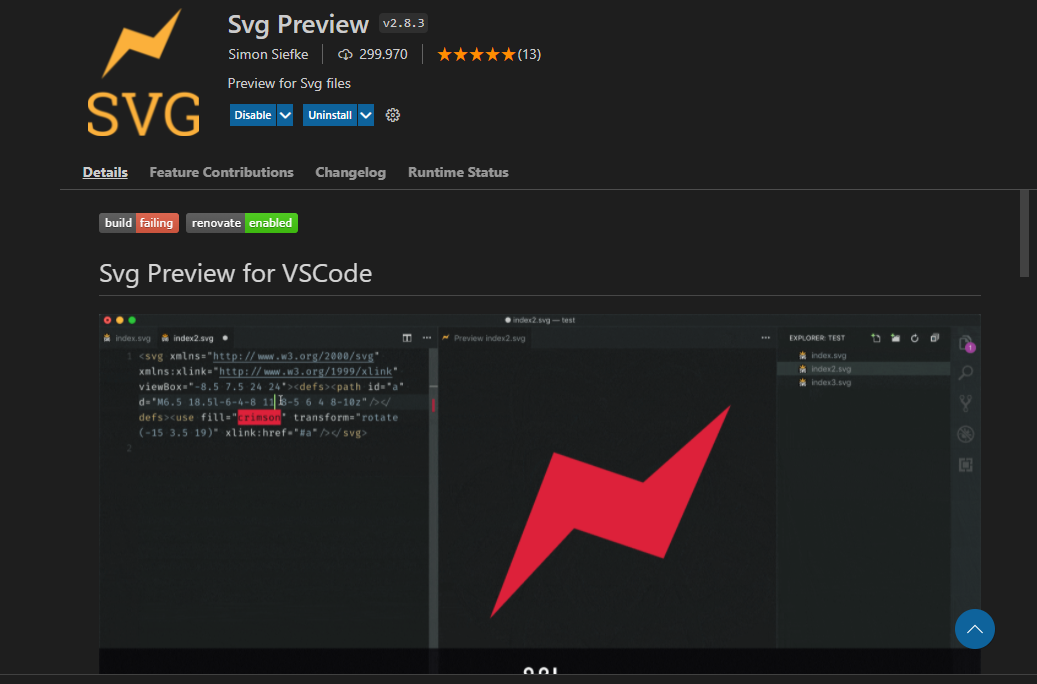 SVG
Svg Preview v2.8.3
Simon Siefke 299.970 (13)
Preview for Svg files
Disable Uninstall
Details Feature Contributions Changelog Runtime Status
build failing renovate enabled
Svg Preview for VSCode
index2.svg — test
index.svg index2.svg Preview index2.svg EXPLORER: TEST
1 <svg xmlns="http://www.w3.org/2000/svg"
xmlns:xlink="http://www.w3.org/1999/xlink"
viewBox="-8.5 7.5 24 24"><defs><path id="a"
d="M6.5 18.5l-6-4-8 11 8-5 6 4 8-10z"/></
defs><use fill="crimson" transform="rotate
(-15 3.5 19)" xlink:href="#a"/></svg>
2
index.svg
index2.svg
index3.svg
1